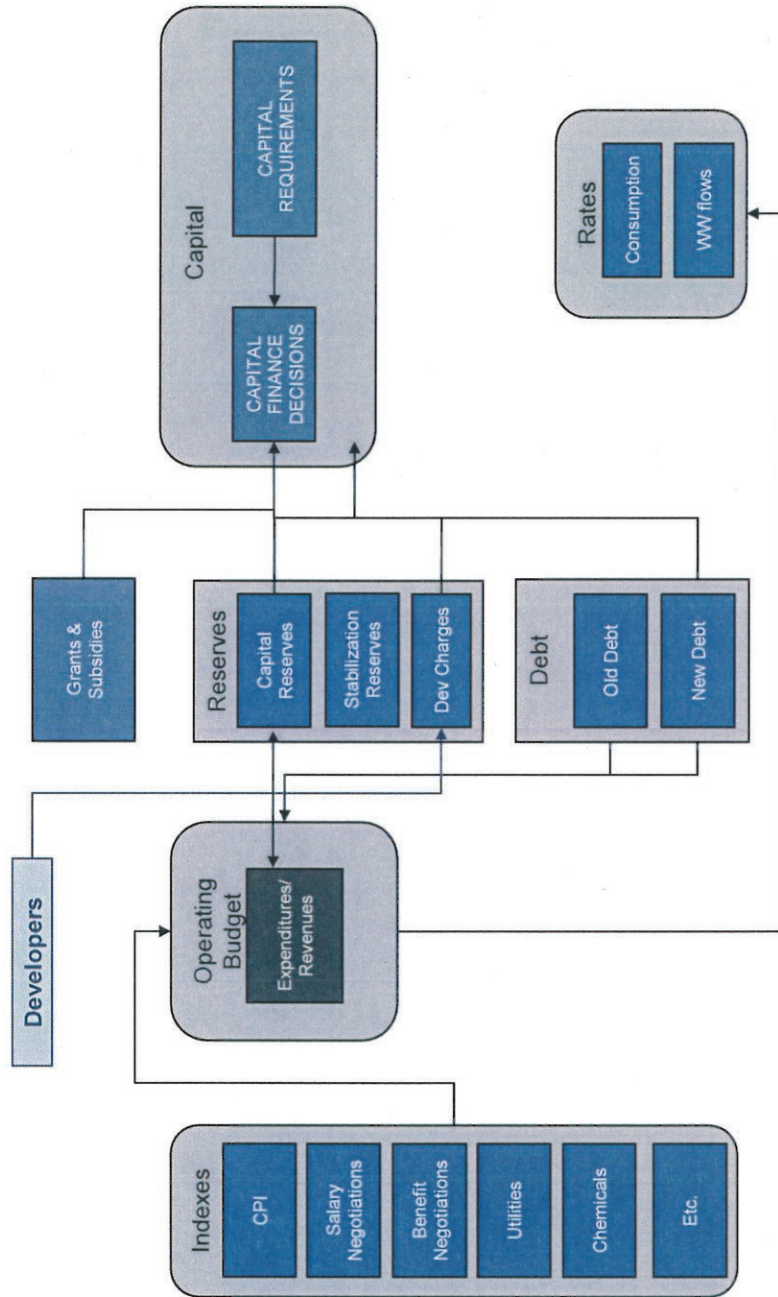 Developers
Indexes
CPI
Salary
Negotiations
Benefit
Negotiations
Utilities
Chemicals
Etc.
Operating
Budget
Expenditures/
Revenues
Grants &
Subsidies
Reserves
Capital
Reserves
Stabilization
Reserves
Dev Charges
Debt
Old Debt
New Debt
Capital
CAPITAL
FINANCE
DECISIONS
CAPITAL
REQUIREMENTS
Rates
Consumption
WW flows